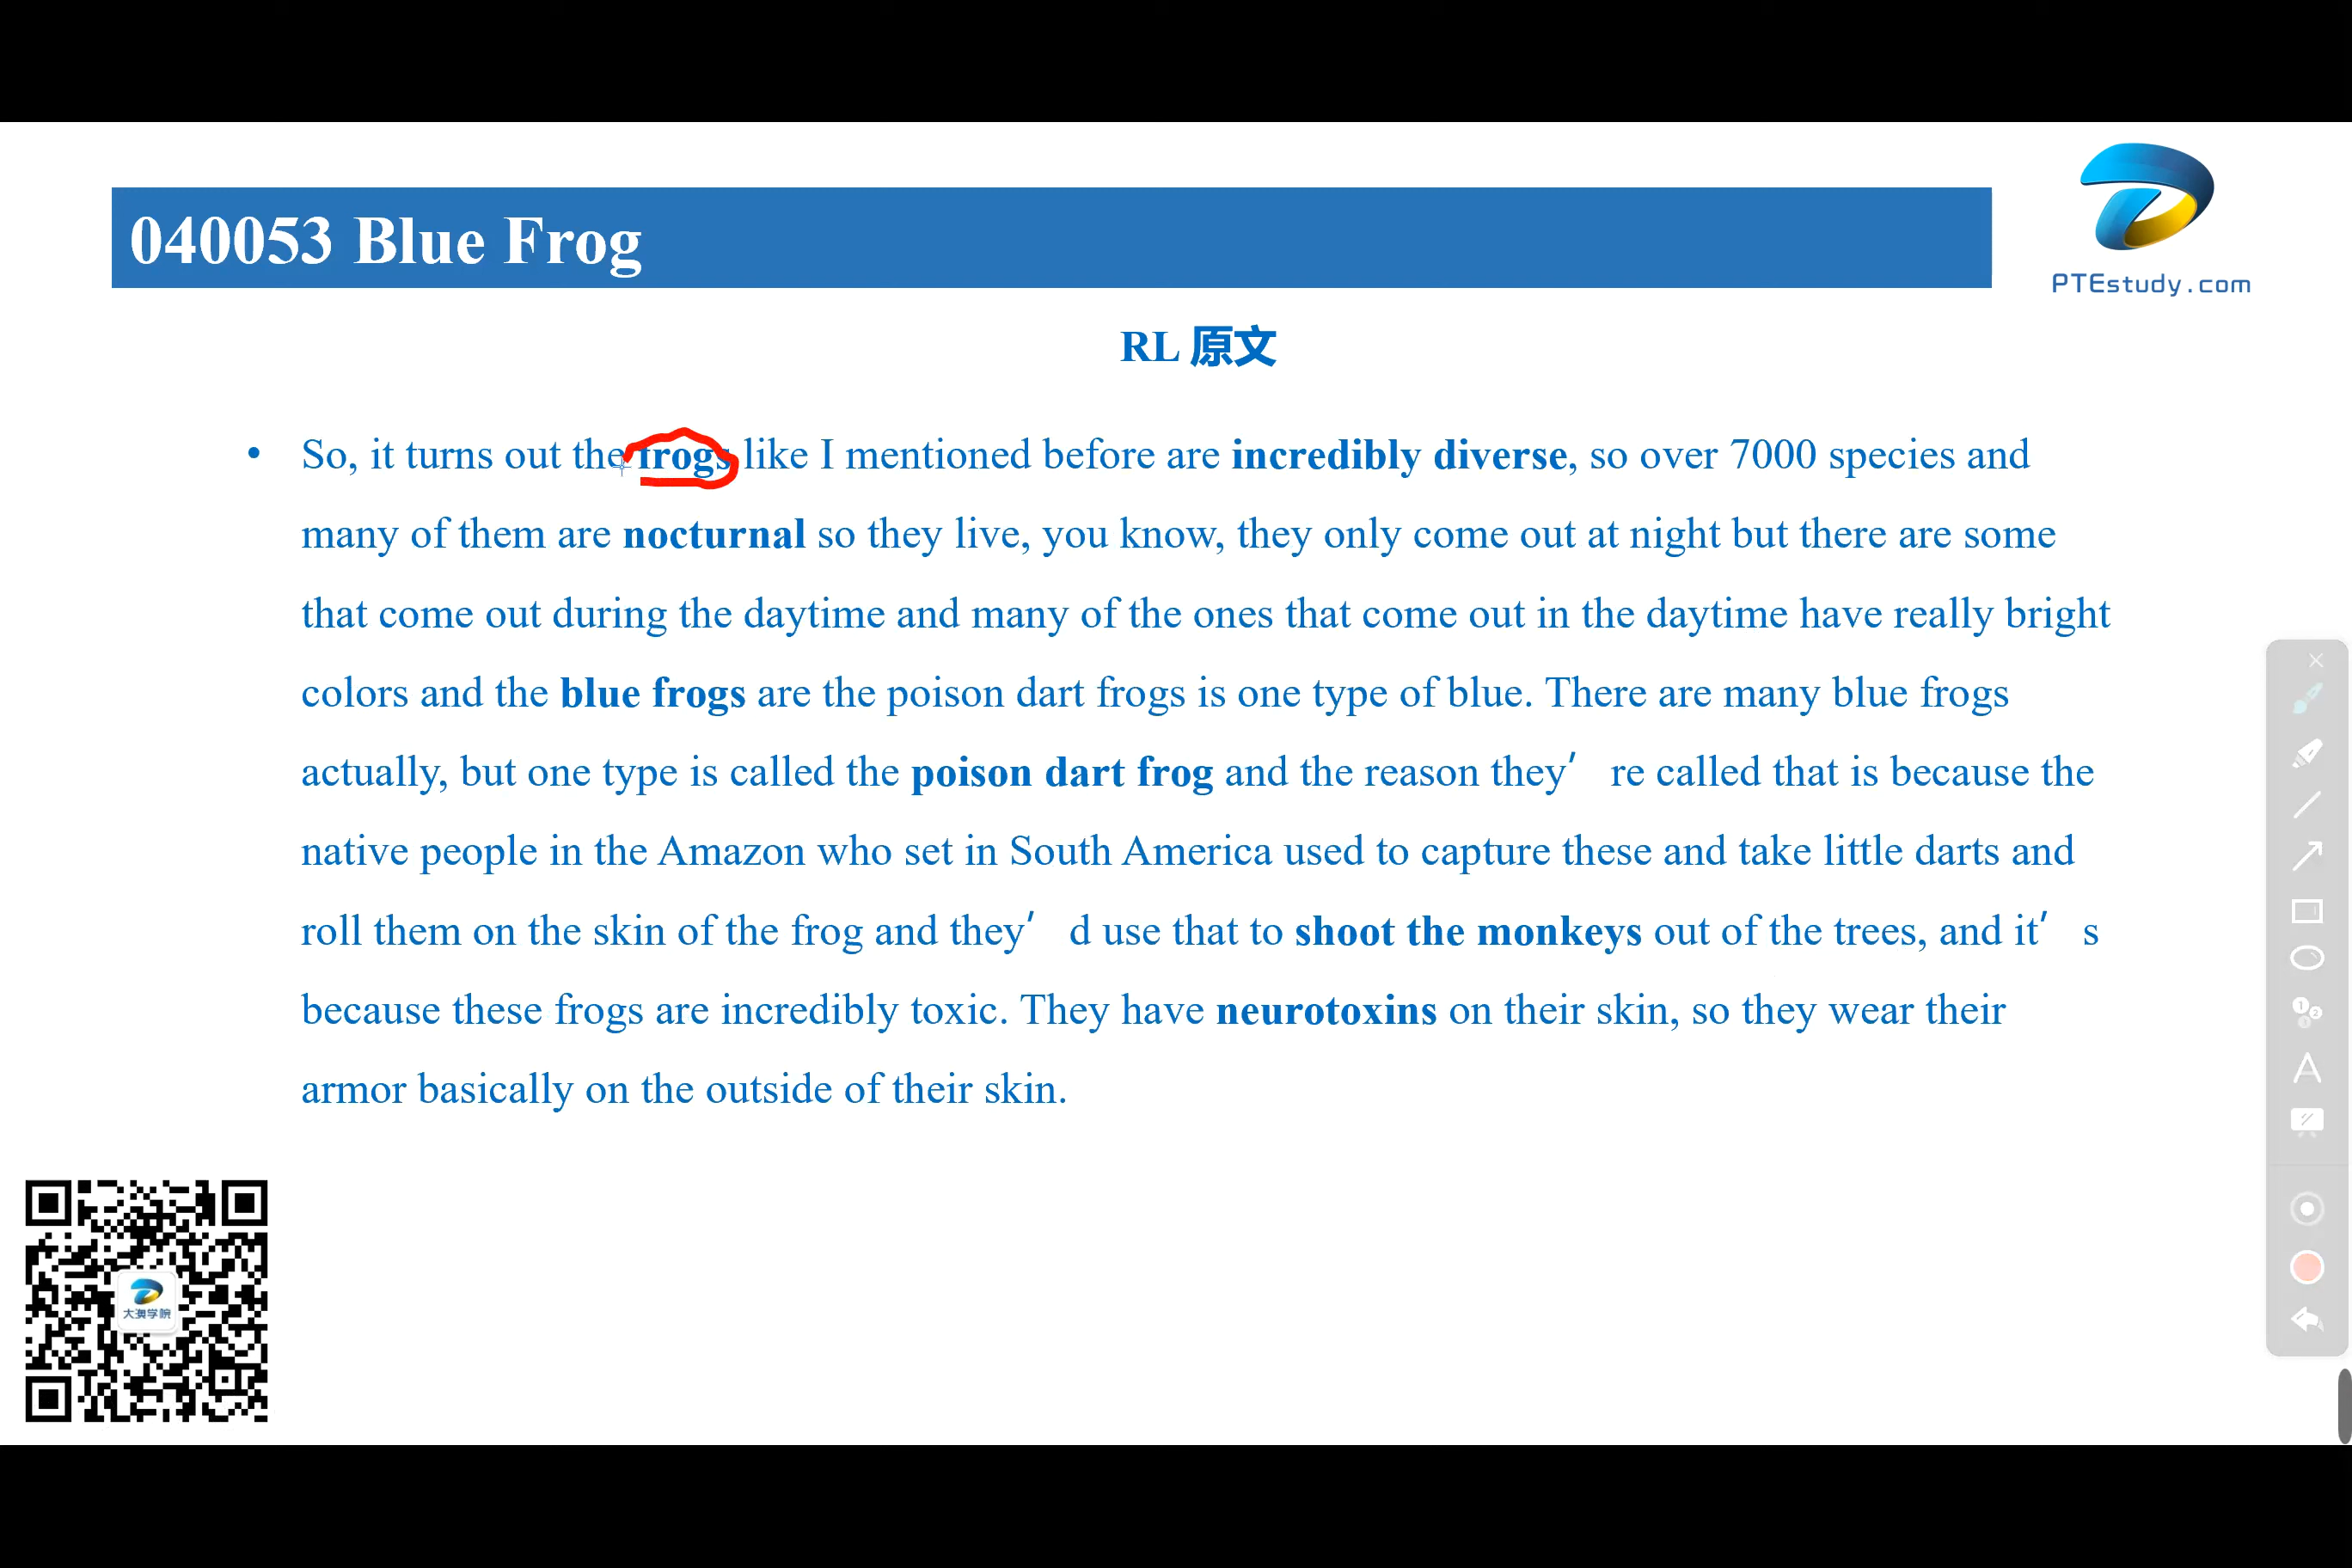 040053 Blue Frog
PTEstudy.com
RL 原文
• So, it turns out the frogs like I mentioned before are incredibly diverse, so over 7000 species and
many of them are nocturnal so they live, you know, they only come out at night but there are some
that come out during the daytime and many of the ones that come out in the daytime have really bright
colors and the blue frogs are the poison dart frogs is one type of blue. There are many blue frogs
actually, but one type is called the poison dart frog and the reason they’re called that is because the
native people in the Amazon who set in South America used to capture these and take little darts and
roll them on the skin of the frog and they’d use that to shoot the monkeys out of the trees, and it’s
because these frogs are incredibly toxic. They have neurotoxins on their skin, so they wear their
armor basically on the outside of their skin.
大澳学院